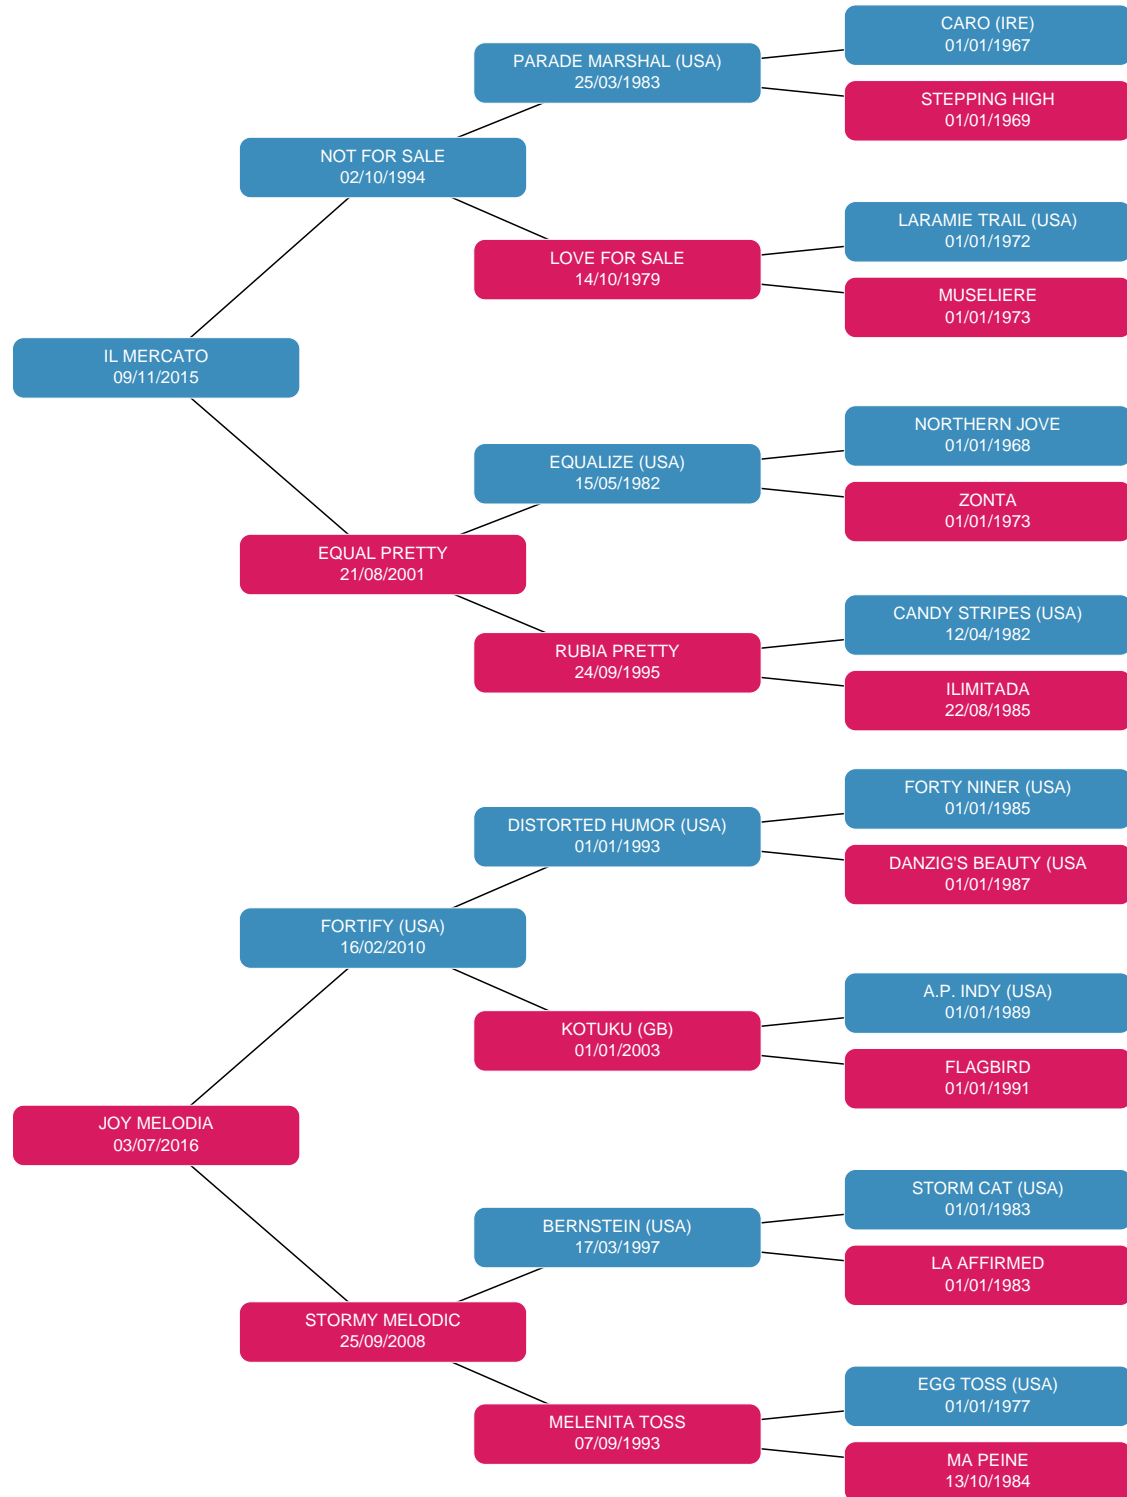 CARO (IRE)
01/01/1967
PARADE MARSHAL (USA)
25/03/1983
STEPPING HIGH
01/01/1969
NOT FOR SALE
02/10/1994
LARAMIE TRAIL (USA)
01/01/1972
LOVE FOR SALE
14/10/1979
MUSELIERE
01/01/1973
IL MERCATO
09/11/2015
NORTHERN JOVE
01/01/1968
EQUALIZE (USA)
15/05/1982
ZONTA
01/01/1973
EQUAL PRETTY
21/08/2001
CANDY STRIPES (USA)
12/04/1982
RUBIA PRETTY
24/09/1995
ILIMITADA
22/08/1985
FORTY NINER (USA)
01/01/1985
DISTORTED HUMOR (USA)
01/01/1993
DANZIG'S BEAUTY (USA
01/01/1987
FORTIFY (USA)
16/02/2010
A.P. INDY (USA)
01/01/1989
KOTUKU (GB)
01/01/2003
FLAGBIRD
01/01/1991
JOY MELODIA
03/07/2016
STORM CAT (USA)
01/01/1983
BERNSTEIN (USA)
17/03/1997
LA AFFIRMED
01/01/1983
STORMY MELODIC
25/09/2008
EGG TOSS (USA)
01/01/1977
MELENITA TOSS
07/09/1993
MA PEINE
13/10/1984